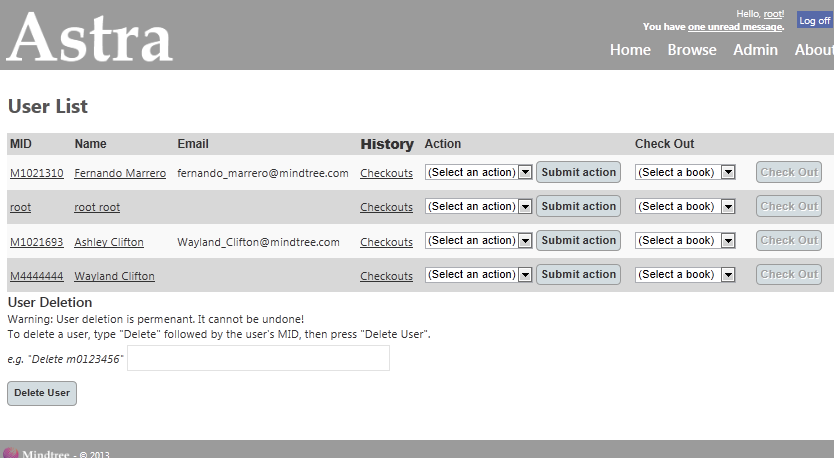 Astra
Hello, root!
You have one unread message.
Log off
Home Browse Admin About
User List
MID Name Email History Action Check Out
M1021310 Fernando Marrero fernando_marrero@mindtree.com Checkouts (Select an action) Submit action (Select a book) Check Out
root root root Checkouts (Select an action) Submit action (Select a book) Check Out
M1021693 Ashley Clifton Wayland_Clifton@mindtree.com Checkouts (Select an action) Submit action (Select a book) Check Out
M4444444 Wayland Clifton Checkouts (Select an action) Submit action (Select a book) Check Out
User Deletion
Warning: User deletion is permenant. It cannot be undone!
To delete a user, type "Delete" followed by the user's MID, then press "Delete User".
e.g. "Delete m0123456"
Delete User
Mindtree - © 2013